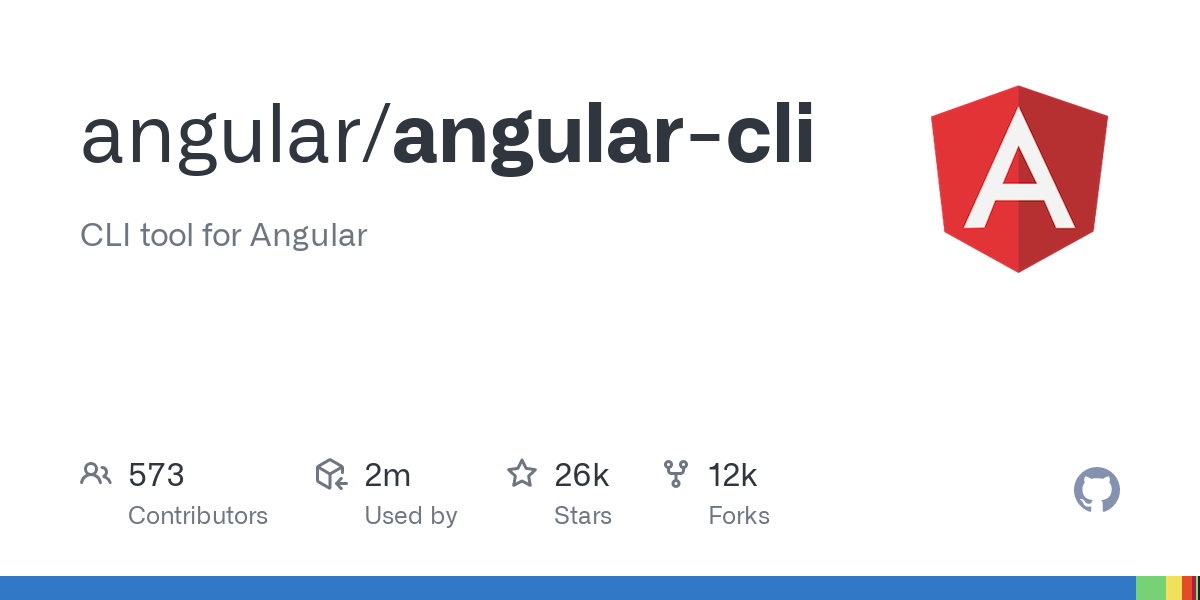 angular/angular-cli
CLI tool for Angular
A
573 2m 26k 12k
Contributors Used by Stars Forks